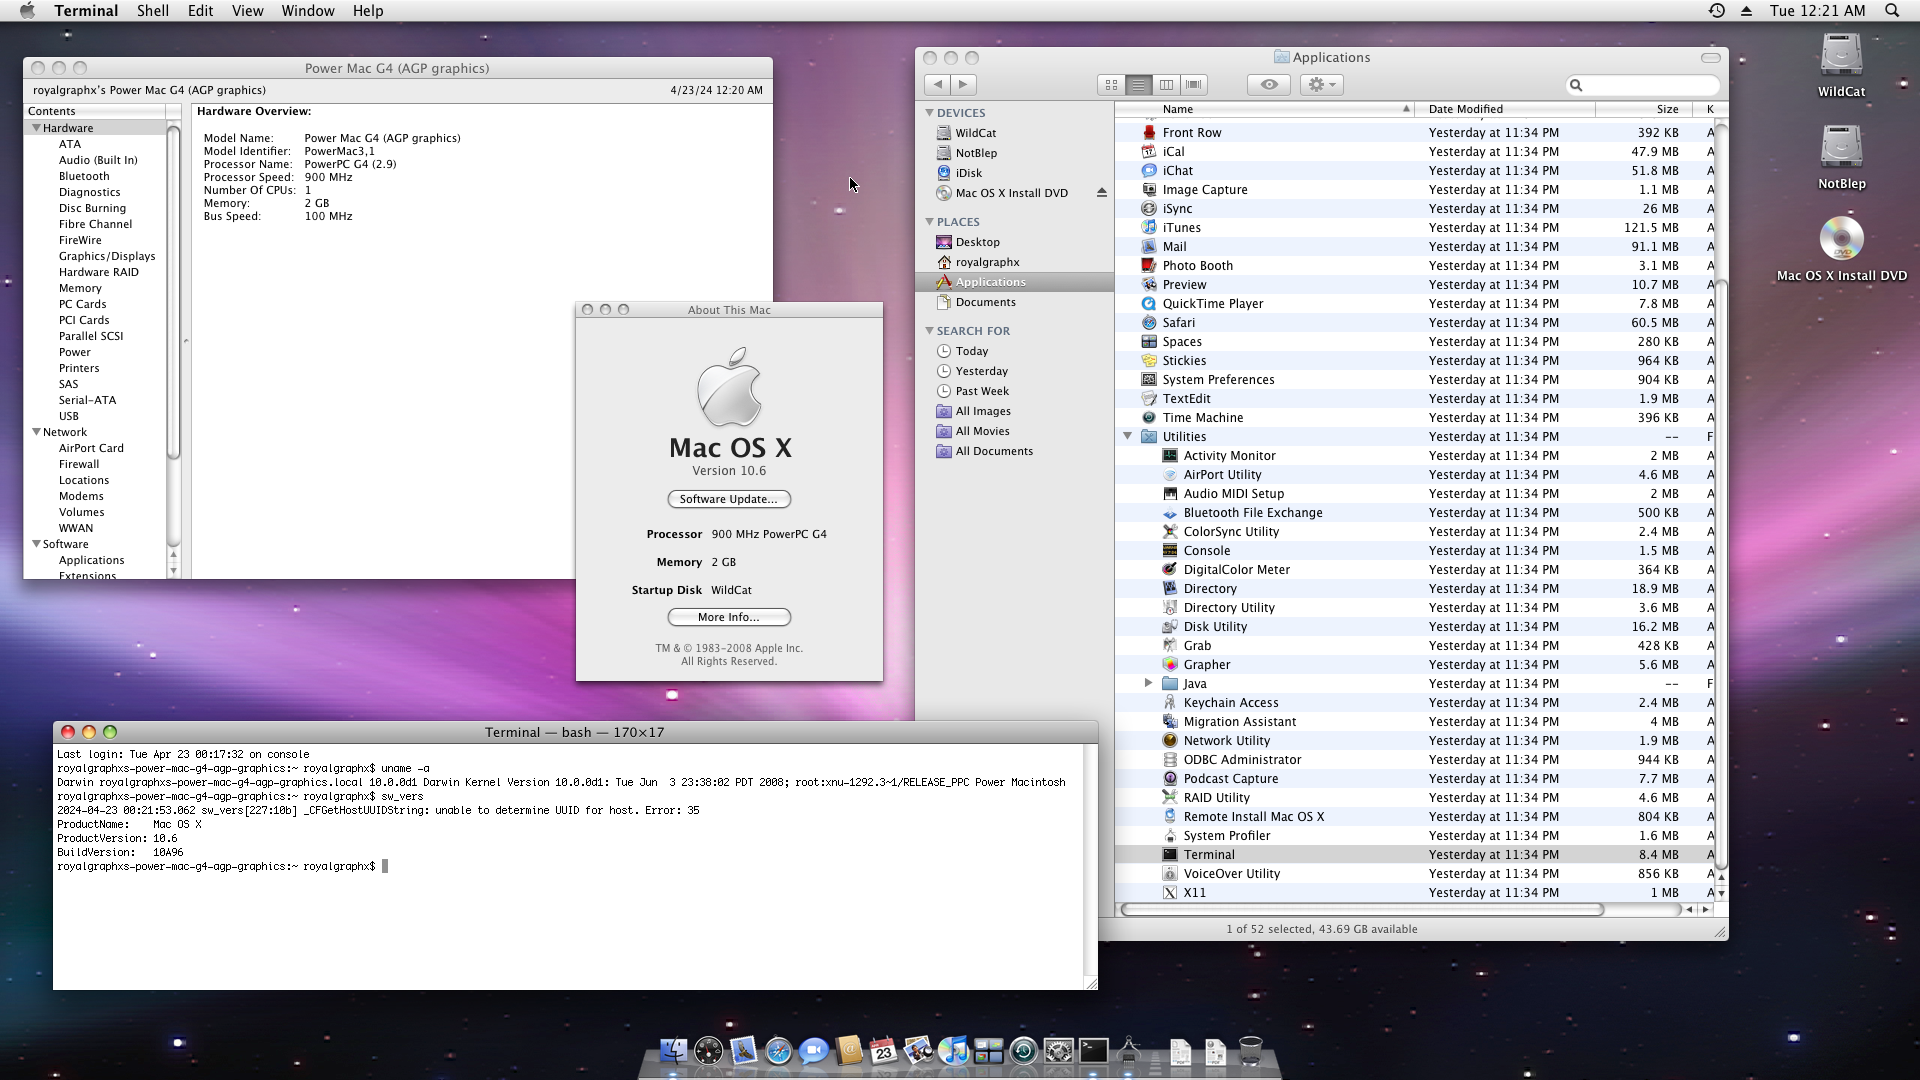 Terminal Shell Edit View Window Help
Tue 12:21 AM
Power Mac G4 (AGP graphics)
royalgraphx's Power Mac G4 (AGP graphics)
4/23/24 12:20 AM
Contents
Hardware
ATA
Audio (Built In)
Bluetooth
Diagnostics
Disc Burning
Fibre Channel
FireWire
Graphics/Displays
Hardware RAID
Memory
PC Cards
PCI Cards
Parallel SCSI
Power
Printers
SAS
Serial-ATA
USB
Network
AirPort Card
Firewall
Locations
Modems
Volumes
WWAN
Software
Applications
Extensions
Hardware Overview:
Model Name: Power Mac G4 (AGP graphics)
Model Identifier: PowerMac3,1
Processor Name: PowerPC G4 (2.9)
Processor Speed: 900 MHz
Number Of CPUs: 1
Memory: 2 GB
Bus Speed: 100 MHz
About This Mac
Mac OS X
Version 10.6
Software Update...
Processor 900 MHz PowerPC G4
Memory 2 GB
Startup Disk WildCat
More Info...
TM & © 1983-2008 Apple Inc.
All Rights Reserved.
Applications
DEVICES
WildCat
NotBlep
iDisk
Mac OS X Install DVD
PLACES
Desktop
royalgraphx
Applications
Documents
SEARCH FOR
Today
Yesterday
Past Week
All Images
All Movies
All Documents
Name Date Modified Size K
Front Row Yesterday at 11:34 PM 392 KB A
iCal Yesterday at 11:34 PM 47.9 MB A
iChat Yesterday at 11:34 PM 51.8 MB A
Image Capture Yesterday at 11:34 PM 1.1 MB A
iSync Yesterday at 11:34 PM 26 MB A
iTunes Yesterday at 11:34 PM 121.5 MB A
Mail Yesterday at 11:34 PM 91.1 MB A
Photo Booth Yesterday at 11:34 PM 3.1 MB A
Preview Yesterday at 11:34 PM 10.7 MB A
QuickTime Player Yesterday at 11:34 PM 7.8 MB A
Safari Yesterday at 11:34 PM 60.5 MB A
Spaces Yesterday at 11:34 PM 280 KB A
Stickies Yesterday at 11:34 PM 964 KB A
System Preferences Yesterday at 11:34 PM 904 KB A
TextEdit Yesterday at 11:34 PM 1.9 MB A
Time Machine Yesterday at 11:34 PM 396 KB A
Utilities Yesterday at 11:34 PM -- F
Activity Monitor Yesterday at 11:34 PM 2 MB A
AirPort Utility Yesterday at 11:34 PM 4.6 MB A
Audio MIDI Setup Yesterday at 11:34 PM 2 MB A
Bluetooth File Exchange Yesterday at 11:34 PM 500 KB A
ColorSync Utility Yesterday at 11:34 PM 2.4 MB A
Console Yesterday at 11:34 PM 1.5 MB A
DigitalColor Meter Yesterday at 11:34 PM 364 KB A
Directory Yesterday at 11:34 PM 18.9 MB A
Directory Utility Yesterday at 11:34 PM 3.6 MB A
Disk Utility Yesterday at 11:34 PM 16.2 MB A
Grab Yesterday at 11:34 PM 428 KB A
Grapher Yesterday at 11:34 PM 5.6 MB A
Java Yesterday at 11:34 PM -- F
Keychain Access Yesterday at 11:34 PM 2.4 MB A
Migration Assistant Yesterday at 11:34 PM 4 MB A
Network Utility Yesterday at 11:34 PM 1.9 MB A
ODBC Administrator Yesterday at 11:34 PM 944 KB A
Podcast Capture Yesterday at 11:34 PM 7.7 MB A
RAID Utility Yesterday at 11:34 PM 4.6 MB A
Remote Install Mac OS X Yesterday at 11:34 PM 804 KB A
System Profiler Yesterday at 11:34 PM 1.6 MB A
Terminal Yesterday at 11:34 PM 8.4 MB A
VoiceOver Utility Yesterday at 11:34 PM 856 KB A
X11 Yesterday at 11:34 PM 1 MB A
1 of 52 selected, 43.69 GB available
WildCat
NotBlep
DVD
Mac OS X Install DVD
Terminal — bash — 170×17
Last login: Tue Apr 23 00:17:32 on console
royalgraphxs-power-mac-g4-agp-graphics:~ royalgraphx$ uname -a
Darwin royalgraphxs-power-mac-g4-agp-graphics.local 10.0.0d1 Darwin Kernel Version 10.0.0d1: Tue Jun  3 23:38:02 PDT 2008; root:xnu-1292.3~1/RELEASE_PPC Power Macintosh
royalgraphxs-power-mac-g4-agp-graphics:~ royalgraphx$ sw_vers
2024-04-23 00:21:53.062 sw_vers[227:10b] _CFGetHostUUIDString: unable to determine UUID for host. Error: 35
ProductName: Mac OS X
ProductVersion: 10.6
BuildVersion: 10A96
royalgraphxs-power-mac-g4-agp-graphics:~ royalgraphx$
23